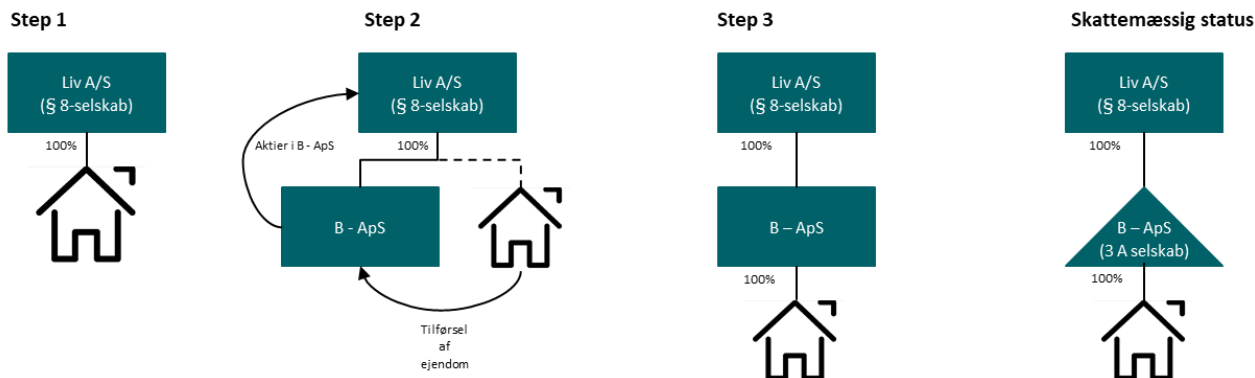 Step 1
Liv A/S
(§ 8-selskab)
100%
Step 2
Liv A/S
(§ 8-selskab)
Aktier i B - ApS
100%
B - ApS
Tilførsel
af
ejendom
Step 3
Liv A/S
(§ 8-selskab)
100%
B – ApS
100%
Skattemæssig status
Liv A/S
(§ 8-selskab)
100%
B – ApS
(3 A selskab)
100%